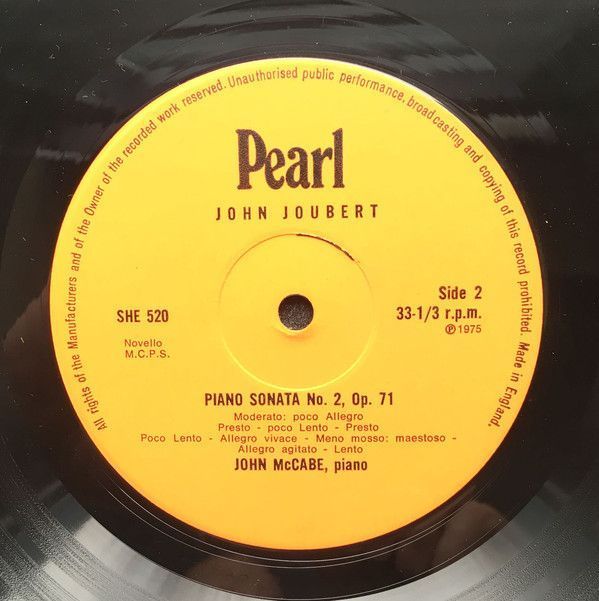 All rights of the Manufacturers and of the Owner of the recorded work reserved. Unauthorised public performance, broadcasting and copying of this record prohibited. Made in England.
Pearl
JOHN JOUBERT
SHE 520
Side 2
33-1/3 r.p.m.
℗1975
Novello
M.C.P.S.
PIANO SONATA No. 2, Op. 71
Moderato: poco Allegro
Presto - poco Lento - Presto
Poco Lento - Allegro vivace - Meno mosso: maestoso -
Allegro agitato - Lento
JOHN McCABE, piano